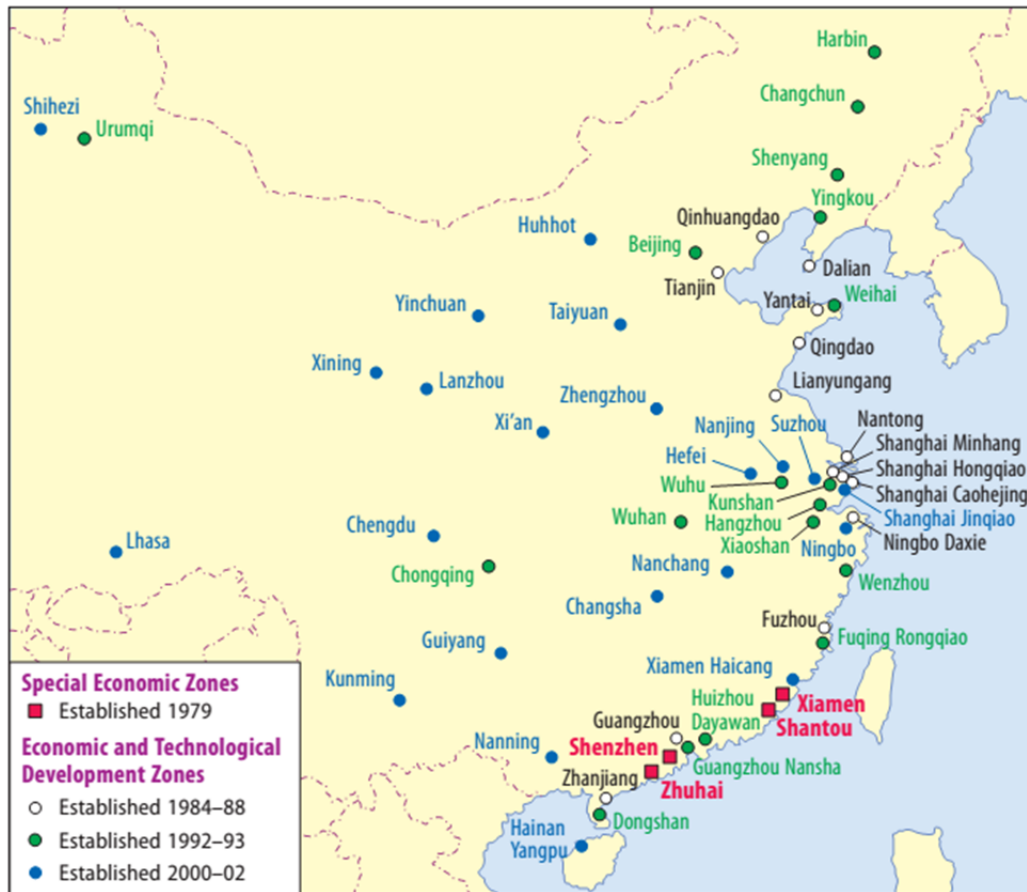 Harbin
Changchun
Shihezi
Urumqi
Shenyang
Yingkou
Qinhuangdao
Huhhot
Beijing
Dalian
Tianjin
Yantai
Weihai
Yinchuan
Taiyuan
Qingdao
Xining
Lanzhou
Lianyungang
Zhengzhou
Xi'an
Nanjing
Suzhou
Nantong
Shanghai Minhang
Hefei
Shanghai Hongqiao
Wuhu
Kunshan
Shanghai Caohejing
Wuhan
Hangzhou
Shanghai Jinqiao
Chengdu
Xiaoshan
Ningbo
Ningbo Daxie
Lhasa
Nanchang
Chongqing
Wenzhou
Changsha
Fuzhou
Guiyang
Fuqing Rongqiao
Xiamen Haicang
Kunming
Huizhou
Dayawan
Xiamen
Guangzhou
Shantou
Nanning
Shenzhen
Guangzhou Nansha
Zhanjiang
Zhuhai
Dongshan
Hainan
Yangpu
Special Economic Zones
Established 1979
Economic and Technological
Development Zones
Established 1984–88
Established 1992–93
Established 2000–02